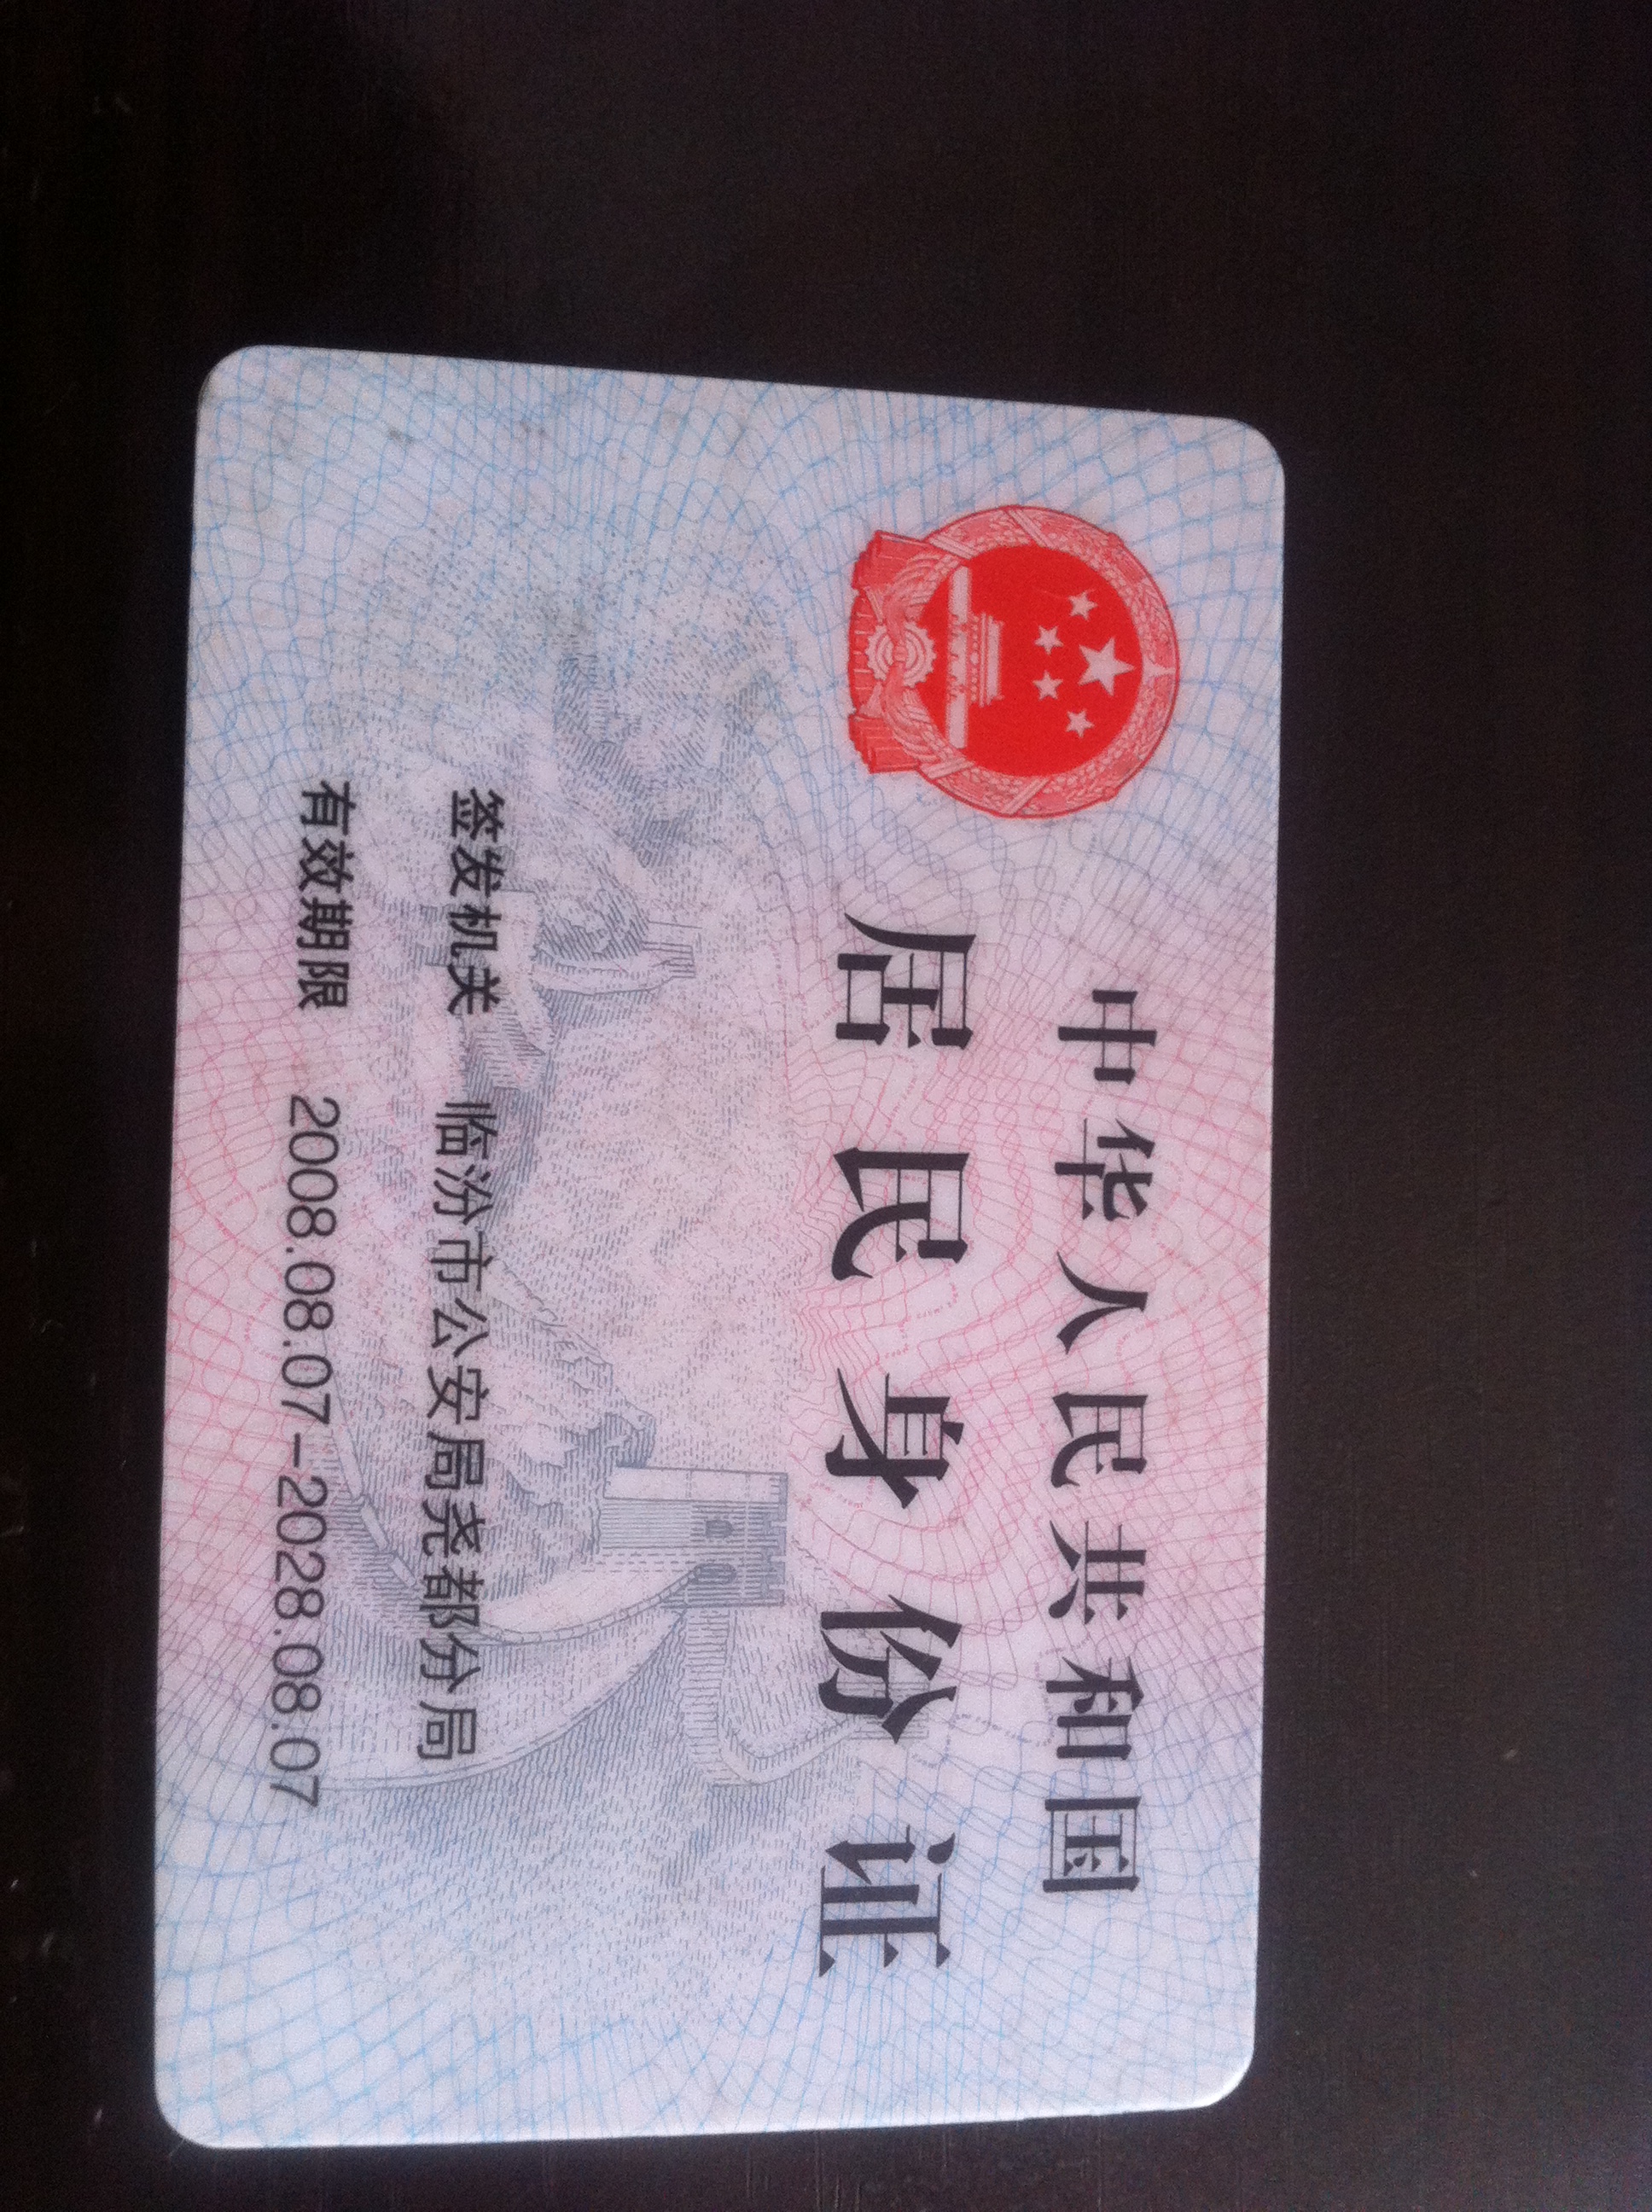 中华人民共和国
居民身份证
签发机关 临汾市公安局尧都分局
有效期限 2008.08.07-2028.08.07